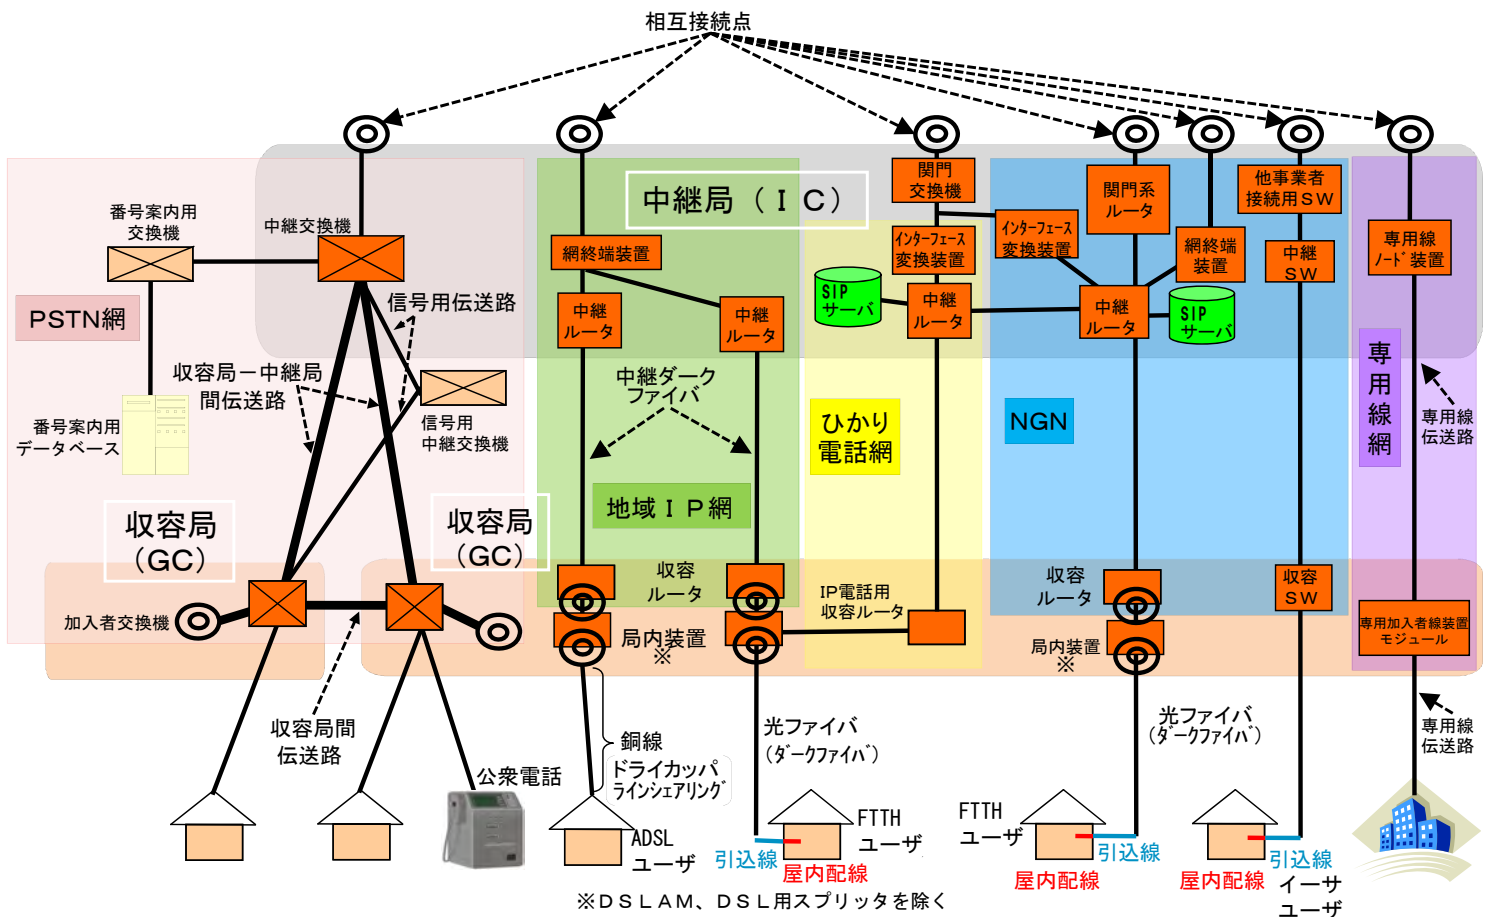 相互接続点
中継局（ＩＣ）
番号案内用
交換機
中継交換機
PSTN網
信号用伝送路
収容局－中継局
間伝送路
番号案内用
データベース
信号用
中継交換機
収容局
（GC）
収容局
（GC）
加入者交換機
収容局間
伝送路
公衆電話
網終端装置
中継
ルータ
中継
ルータ
中継ダーク
ファイバ
地域ＩＰ網
収容
ルータ
局内装置
※
銅線
ドライカッパ
ラインシェアリング
ADSL
ユーザ
光ファイバ
（ダークファイバ）
引込線
屋内配線
FTTH
ユーザ
※ＤＳＬＡＭ、ＤＳＬ用スプリッタを除く
関門
交換機
インターフェース
変換装置
SIP
サーバ
中継
ルータ
ひかり
電話網
IP電話用
収容ルータ
インターフェース
変換装置
関門系
ルータ
網終端
装置
中継
ルータ
SIP
サーバ
NGN
収容
ルータ
局内装置
※
光ファイバ
（ダークファイバ）
FTTH
ユーザ
引込線
屋内配線
他事業者
接続用ＳＷ
中継
ＳＷ
収容
ＳＷ
引込線
屋内配線
イーサ
ユーザ
専用線
ノード装置
専用線網
専用線
伝送路
専用加入者線装置
モジュール
専用線
伝送路